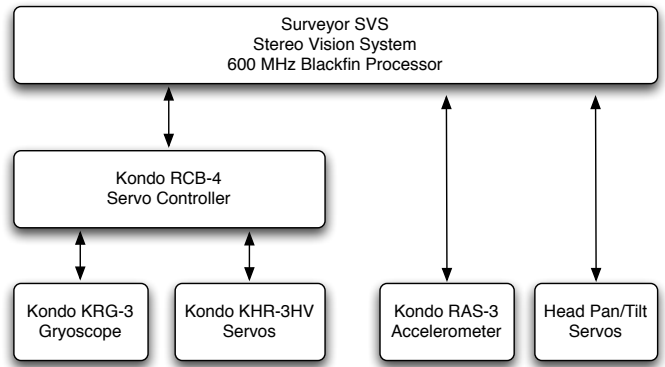 Surveyor SVS
Stereo Vision System
600 MHz Blackfin Processor
Kondo RCB-4
Servo Controller
Kondo KRG-3
Gryoscope
Kondo KHR-3HV
Servos
Kondo RAS-3
Accelerometer
Head Pan/Tilt
Servos